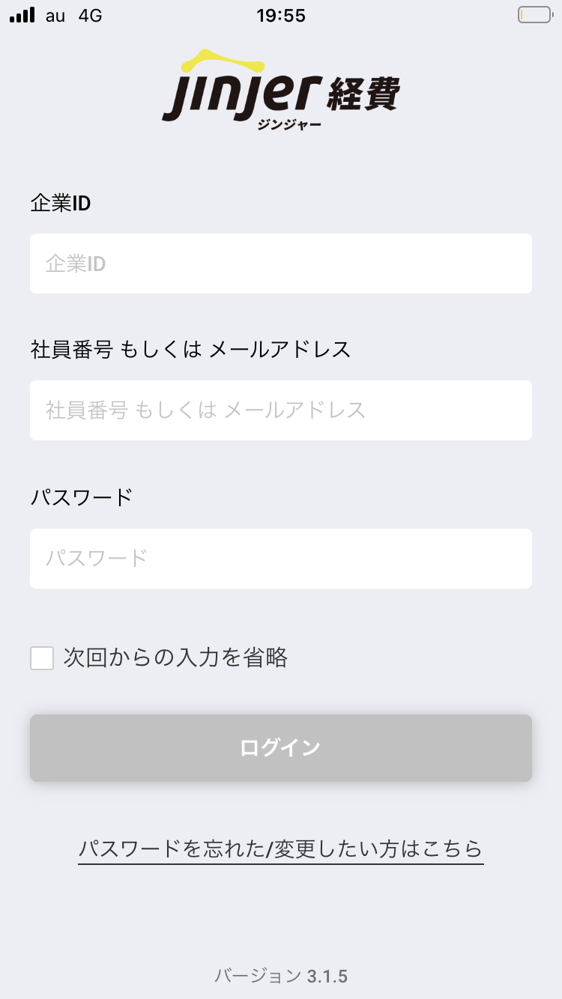 au 4G 19:55
jinjer 経費
ジンジャー
企業ID
企業ID
社員番号 もしくは メールアドレス
社員番号 もしくは メールアドレス
パスワード
パスワード
次回からの入力を省略
ログイン
パスワードを忘れた/変更したい方はこちら
バージョン 3.1.5